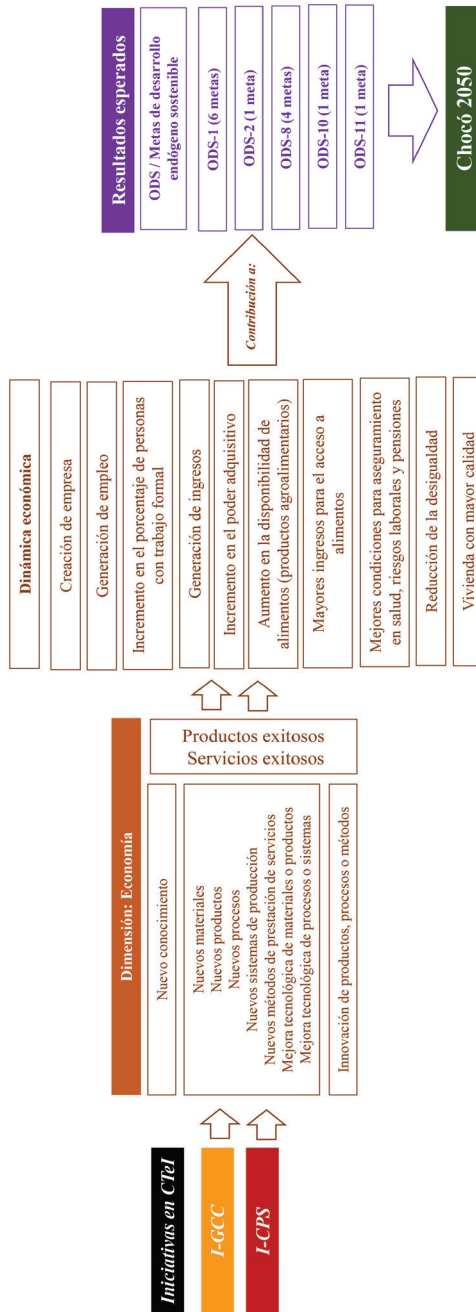 Iniciativas en CTeI
I-GCC
I-CPS
Dimensión: Economía
Nuevo conocimiento
Nuevos materiales
Nuevos productos
Nuevos procesos
Nuevos sistemas de producción
Nuevos métodos de prestación de servicios
Mejora tecnológica de materiales o productos
Mejora tecnológica de procesos o sistemas
Innovación de productos, procesos o métodos
Productos exitosos
Servicios exitosos
Dinámica económica
Creación de empresa
Generación de empleo
Incremento en el porcentaje de personas
con trabajo formal
Generación de ingresos
Incremento en el poder adquisitivo
Aumento en la disponibilidad de
alimentos (productos agroalimentarios)
Mayores ingresos para el acceso a
alimentos
Mejores condiciones para aseguramiento
en salud, riesgos laborales y pensiones
Reducción de la desigualdad
Vivienda con mayor calidad
Contribución a:
Resultados esperados
ODS / Metas de desarrollo
endógeno sostenible
ODS-1 (6 metas)
ODS-2 (1 meta)
ODS-8 (4 metas)
ODS-10 (1 meta)
ODS-11 (1 meta)
Chocó 2050